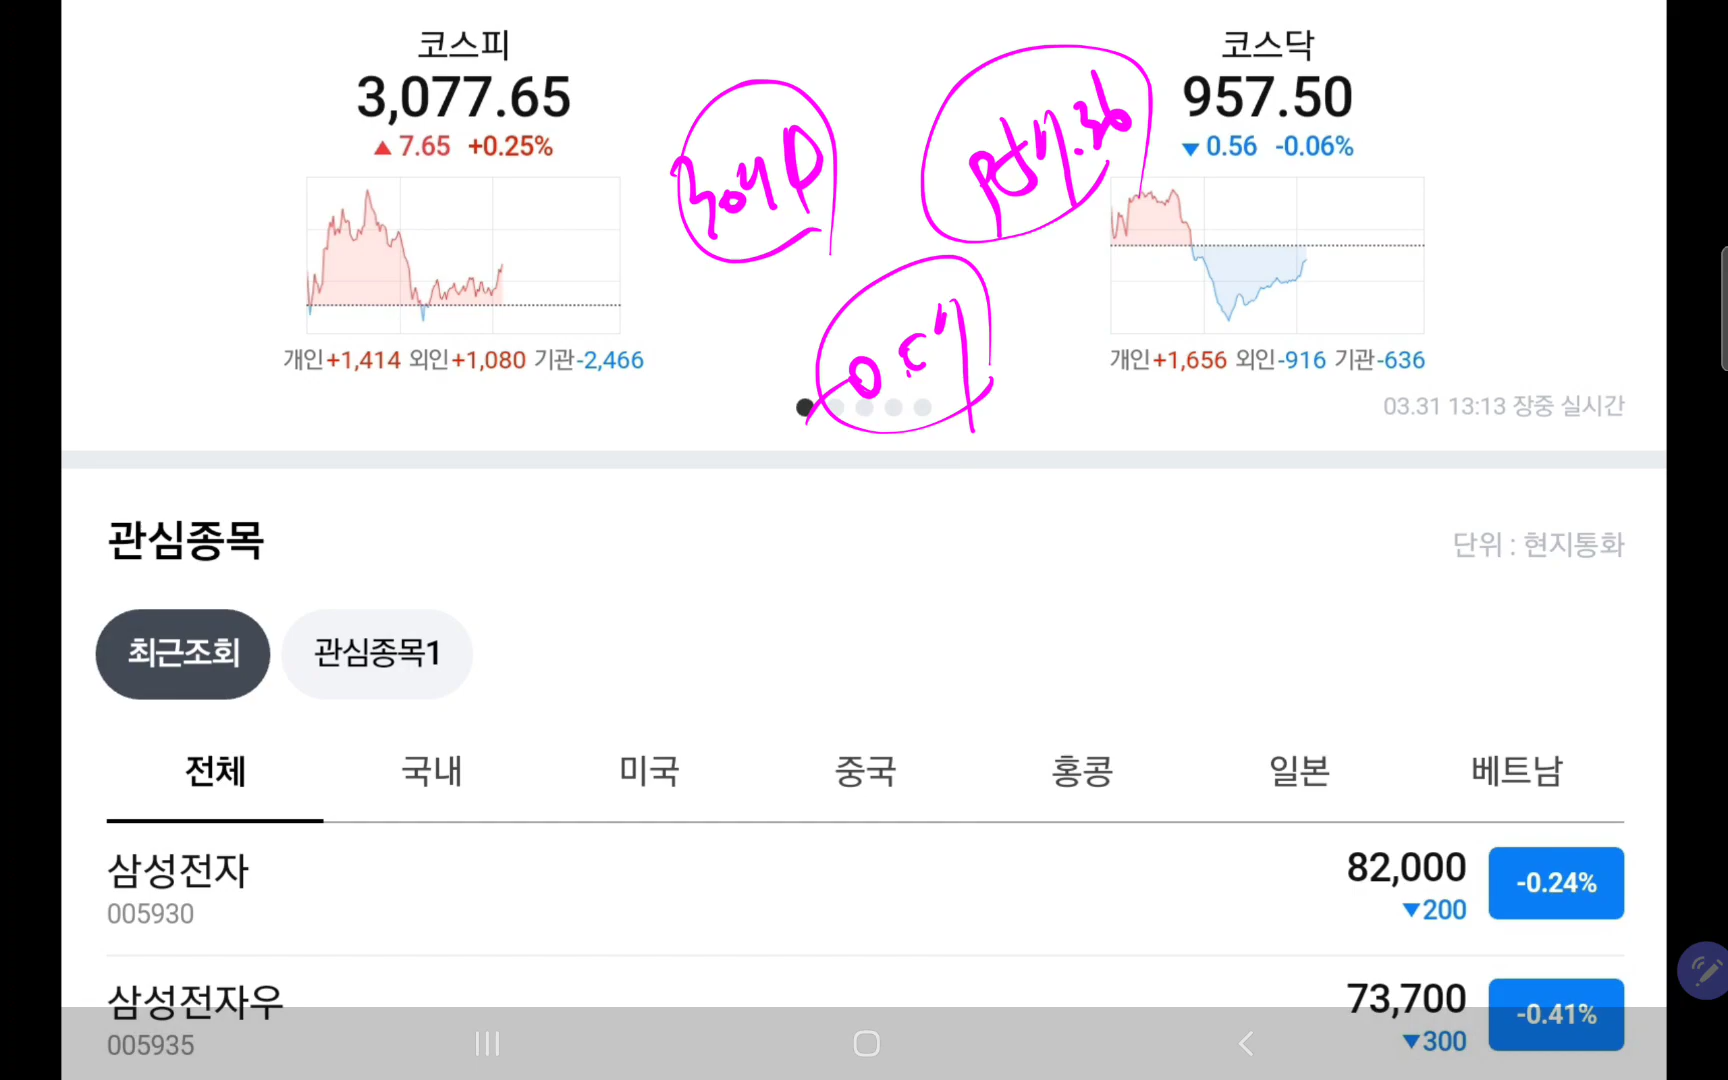 코스피
3,077.65
▲ 7.65 +0.25%
개인+1,414 외인+1,080 기관-2,466
코스닥
957.50
▼ 0.56 -0.06%
개인+1,656 외인-916 기관-636
03.31 13:13 장중 실시간
관심종목
단위 : 현지통화
최근조회 관심종목1
전체 국내 미국 중국 홍콩 일본 베트남
삼성전자 82,000 -0.24%
005930 ▼200
삼성전자우 73,700 -0.41%
005935 ▼300